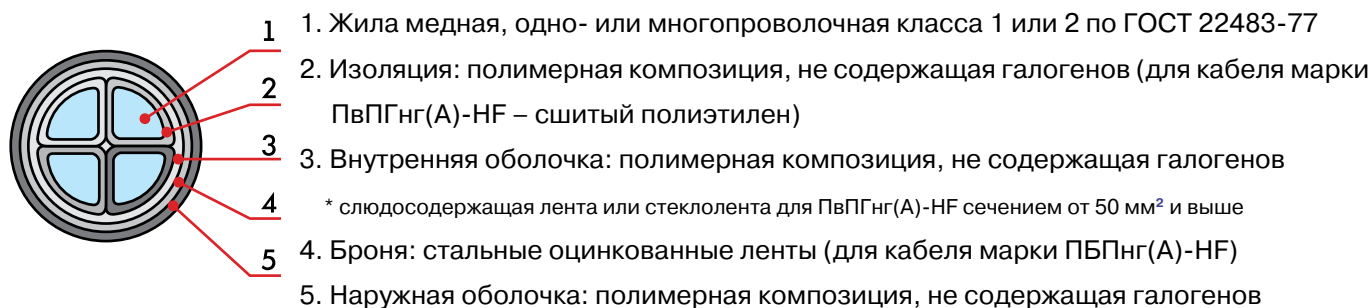 1
2
3
4
5
1. Жила медная, одно- или многопроволочная класса 1 или 2 по ГОСТ 22483-77
2. Изоляция: полимерная композиция, не содержащая галогенов (для кабеля марки
ПвПГнг(А)-HF – сшитый полиэтилен)
3. Внутренняя оболочка: полимерная композиция, не содержащая галогенов
* слюдосодержащая лента или стеклолента для ПвПГнг(А)-HF сечением от 50 мм² и выше
4. Броня: стальные оцинкованные ленты (для кабеля марки ПБПнг(А)-HF)
5. Наружная оболочка: полимерная композиция, не содержащая галогенов